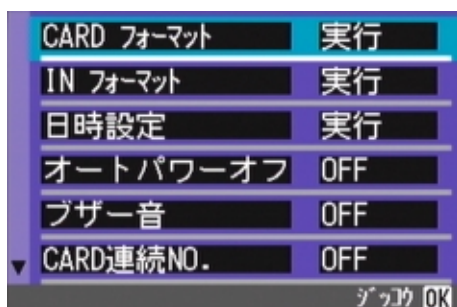 CARD フォーマット 実行
IN フォーマット 実行
日時設定 実行
オートパワーオフ OFF
ブザー音 OFF
CARD連続NO. OFF
ジッコウ OK